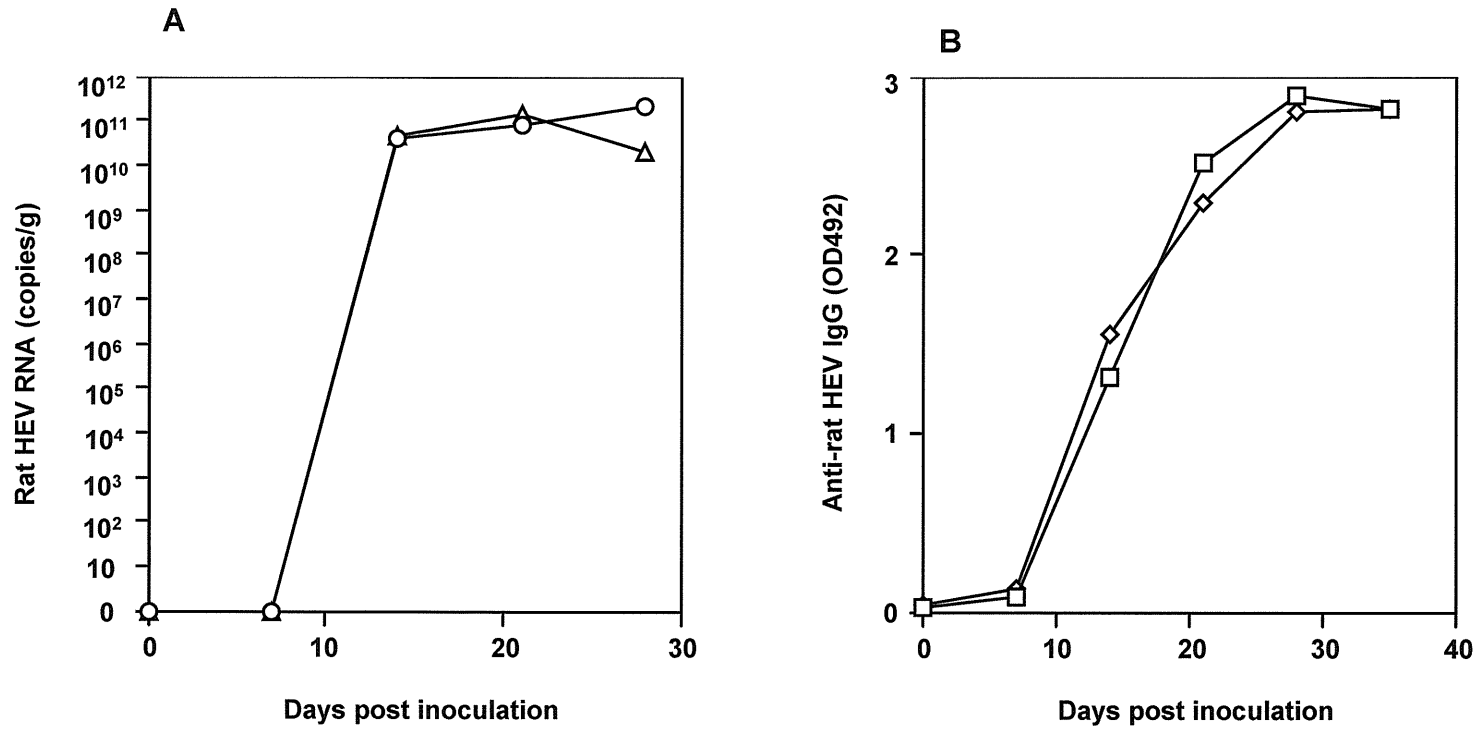 A
10¹²
10¹¹
10¹⁰
10⁹
10⁸
10⁷
10⁶
10⁵
10⁴
10³
10²
10
0
Rat HEV RNA (copies/g)
0 10 20 30
Days post inoculation
B
3
2
1
0
Anti-rat HEV IgG (OD492)
0 10 20 30 40
Days post inoculation